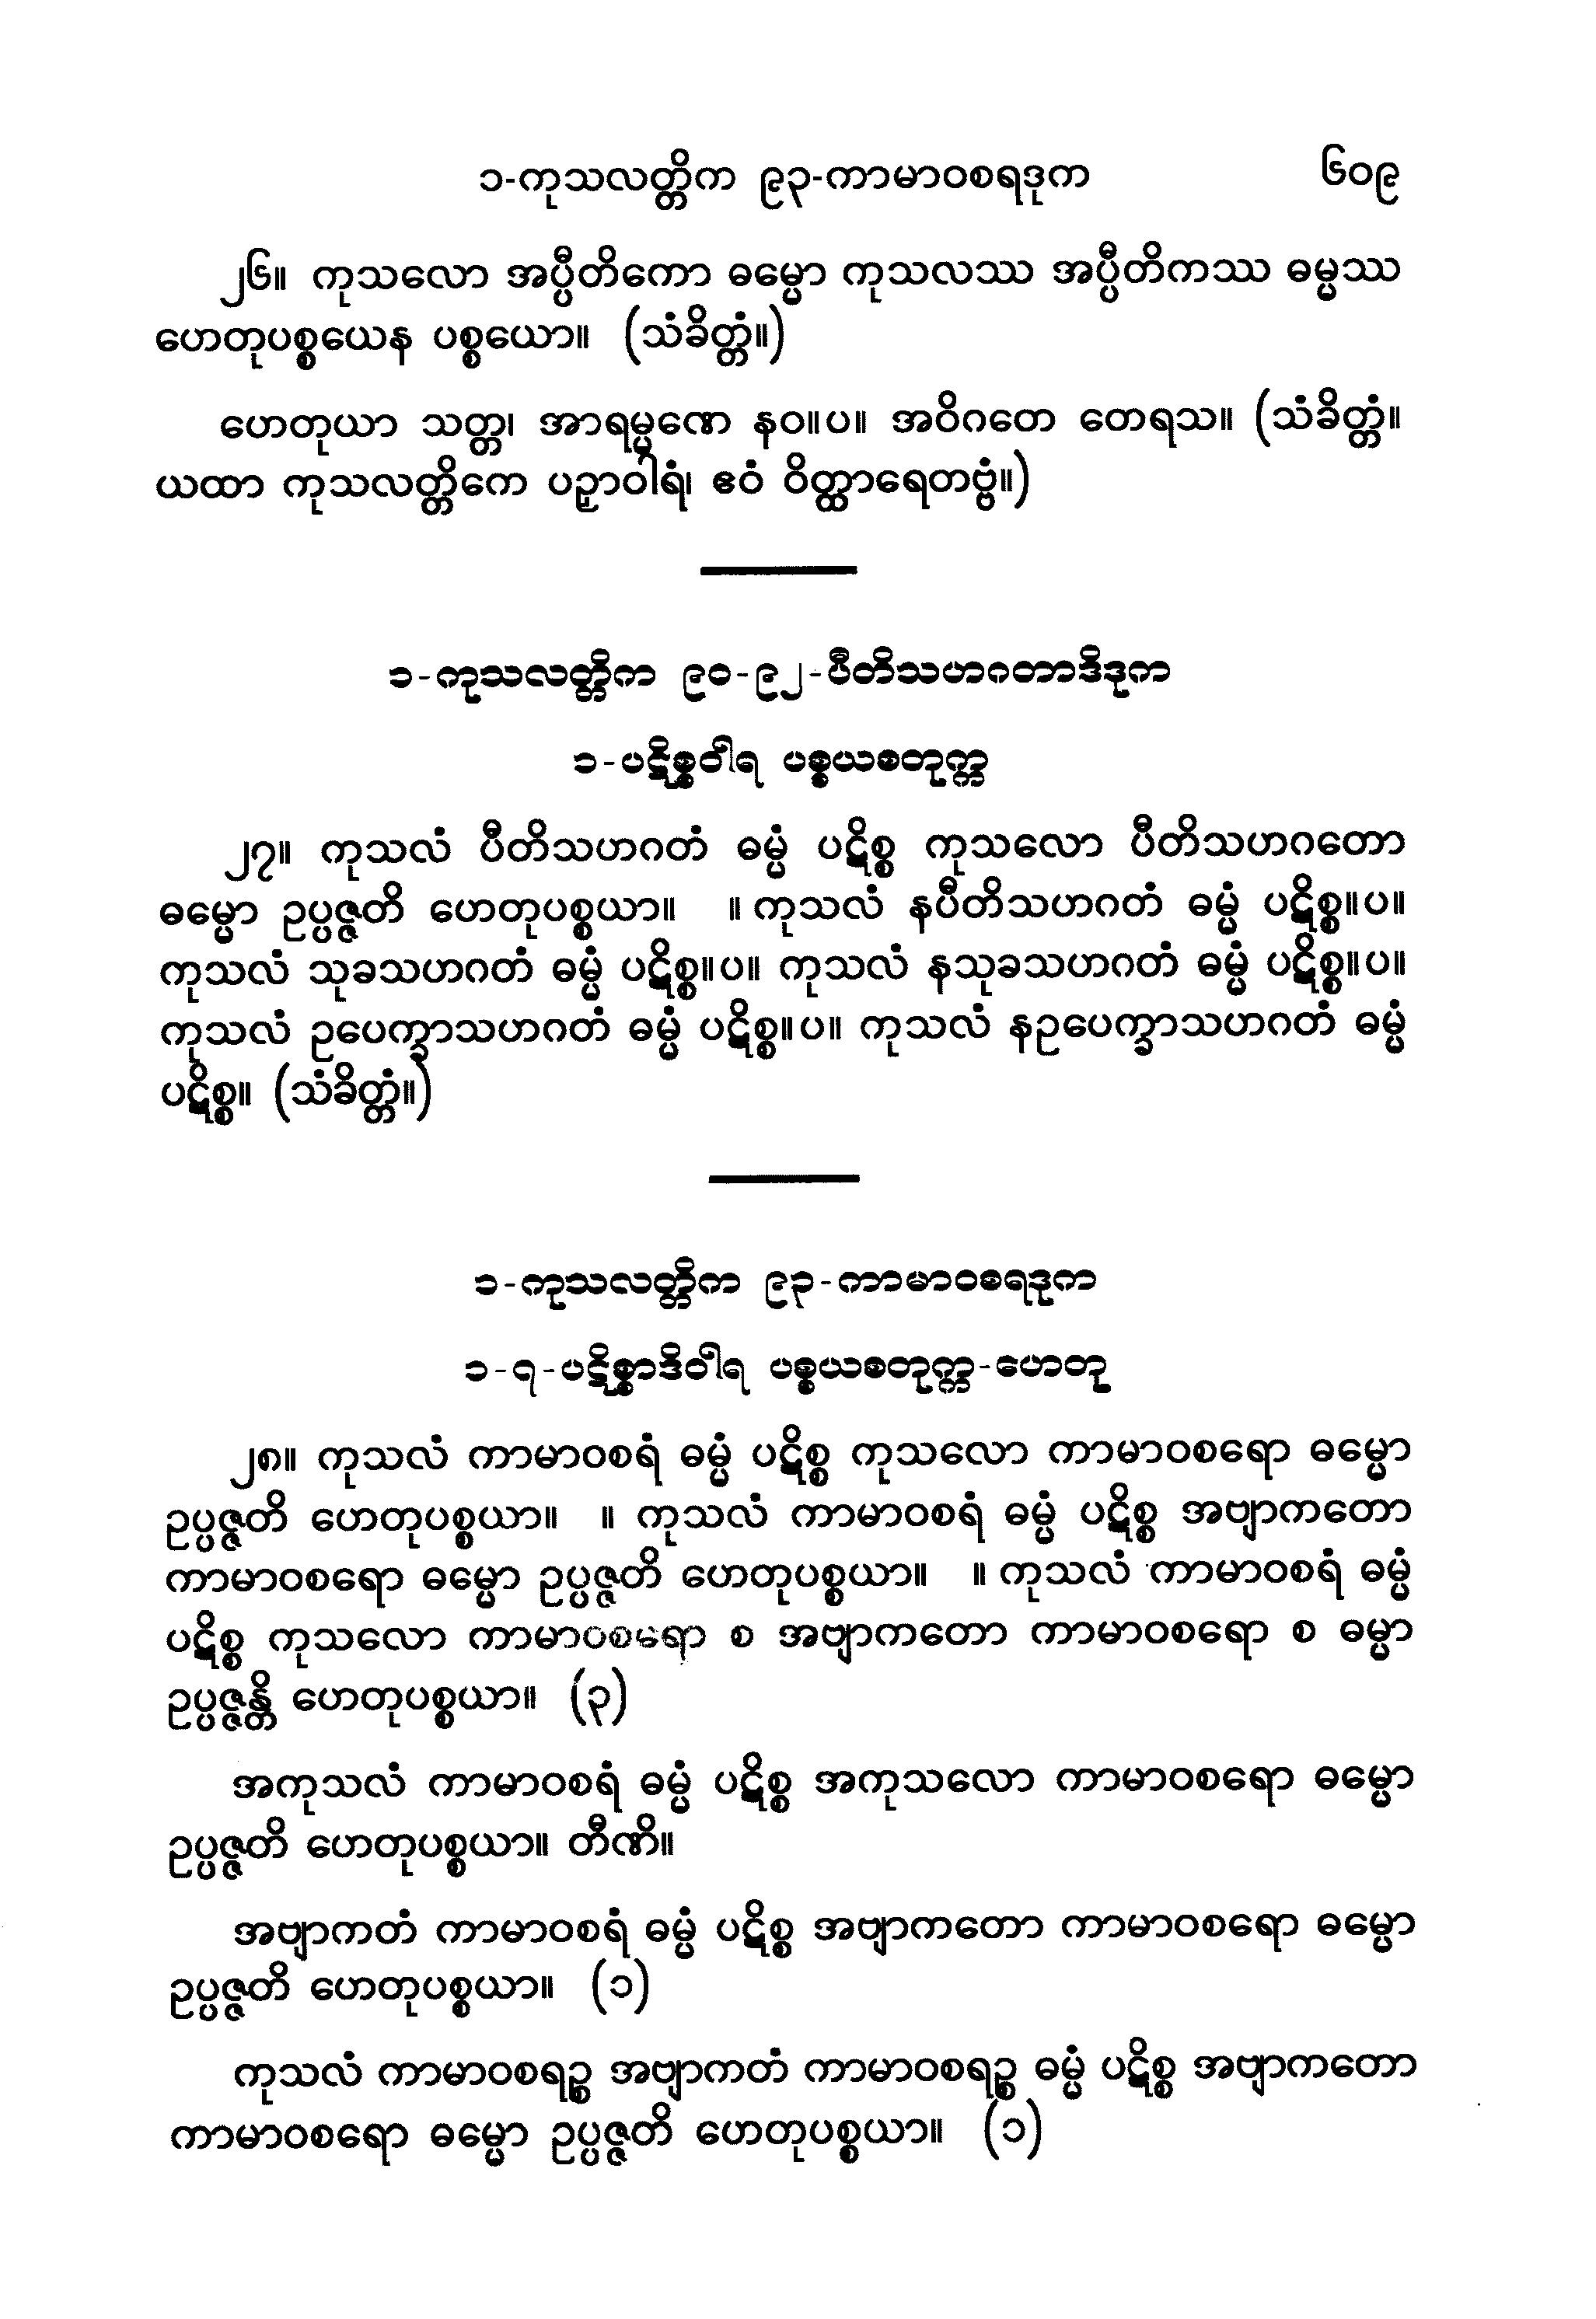 ၁-ကုသလတ္တိက ၉၃-ကာမာဝစရဒုက ၆၀၉
၂၆။ ကုသလော အပ္ပီတိကော ဓမ္မော ကုသလဿ အပ္ပီတိကဿ ဓမ္မဿ
ဟေတုပစ္စယေန ပစ္စယော။ (သံခိတ္တံ။)
ဟေတုယာ သတ္တ၊ အာရမ္မဏေ နဝ။ပ။ အဝိဂတေ တေရသ။ (သံခိတ္တံ။
ယထာ ကုသလတ္တိကေ ပဉှာဝါရံ၊ ဧဝံ ဝိတ္ထာရေတဗ္ဗံ။)
၁-ကုသလတ္တိက ၉၀-၉၂-ပီတိသဟဂတာဒိဒုက
၁-ပဋိစ္စဝါရ ပစ္စယစတုက္က
၂၇။ ကုသလံ ပီတိသဟဂတံ ဓမ္မံ ပဋိစ္စ ကုသလော ပီတိသဟဂတော
ဓမ္မော ဥပ္ပဇ္ဇတိ ဟေတုပစ္စယာ။ ။ ကုသလံ နပီတိသဟဂတံ ဓမ္မံ ပဋိစ္စ။ပ။
ကုသလံ သုခသဟဂတံ ဓမ္မံ ပဋိစ္စ။ပ။ ကုသလံ နသုခသဟဂတံ ဓမ္မံ ပဋိစ္စ။ပ။
ကုသလံ ဥပေက္ခာသဟဂတံ ဓမ္မံ ပဋိစ္စ။ပ။ ကုသလံ နဥပေက္ခာသဟဂတံ ဓမ္မံ
ပဋိစ္စ။ (သံခိတ္တံ။)
၁-ကုသလတ္တိက ၉၃-ကာမာဝစရဒုက
၁-၇-ပဋိစ္စာဒိဝါရ ပစ္စယစတုက္က-ဟေတု
၂၈။ ကုသလံ ကာမာဝစရံ ဓမ္မံ ပဋိစ္စ ကုသလော ကာမာဝစရော ဓမ္မော
ဥပ္ပဇ္ဇတိ ဟေတုပစ္စယာ။ ။ ကုသလံ ကာမာဝစရံ ဓမ္မံ ပဋိစ္စ အဗျာကတော
ကာမာဝစရော ဓမ္မော ဥပ္ပဇ္ဇတိ ဟေတုပစ္စယာ။ ။ ကုသလံ ကာမာဝစရံ ဓမ္မံ
ပဋိစ္စ ကုသလော ကာမာဝစရော စ အဗျာကတော ကာမာဝစရော စ ဓမ္မာ
ဥပ္ပဇ္ဇန္တိ ဟေတုပစ္စယာ။ (၃)
အကုသလံ ကာမာဝစရံ ဓမ္မံ ပဋိစ္စ အကုသလော ကာမာဝစရော ဓမ္မော
ဥပ္ပဇ္ဇတိ ဟေတုပစ္စယာ။ တီဏိ။
အဗျာကတံ ကာမာဝစရံ ဓမ္မံ ပဋိစ္စ အဗျာကတော ကာမာဝစရော ဓမ္မော
ဥပ္ပဇ္ဇတိ ဟေတုပစ္စယာ။ (၁)
ကုသလံ ကာမာဝစရဉ္စ အဗျာကတံ ကာမာဝစရဉ္စ ဓမ္မံ ပဋိစ္စ အဗျာကတော
ကာမာဝစရော ဓမ္မော ဥပ္ပဇ္ဇတိ ဟေတုပစ္စယာ။ (၁)